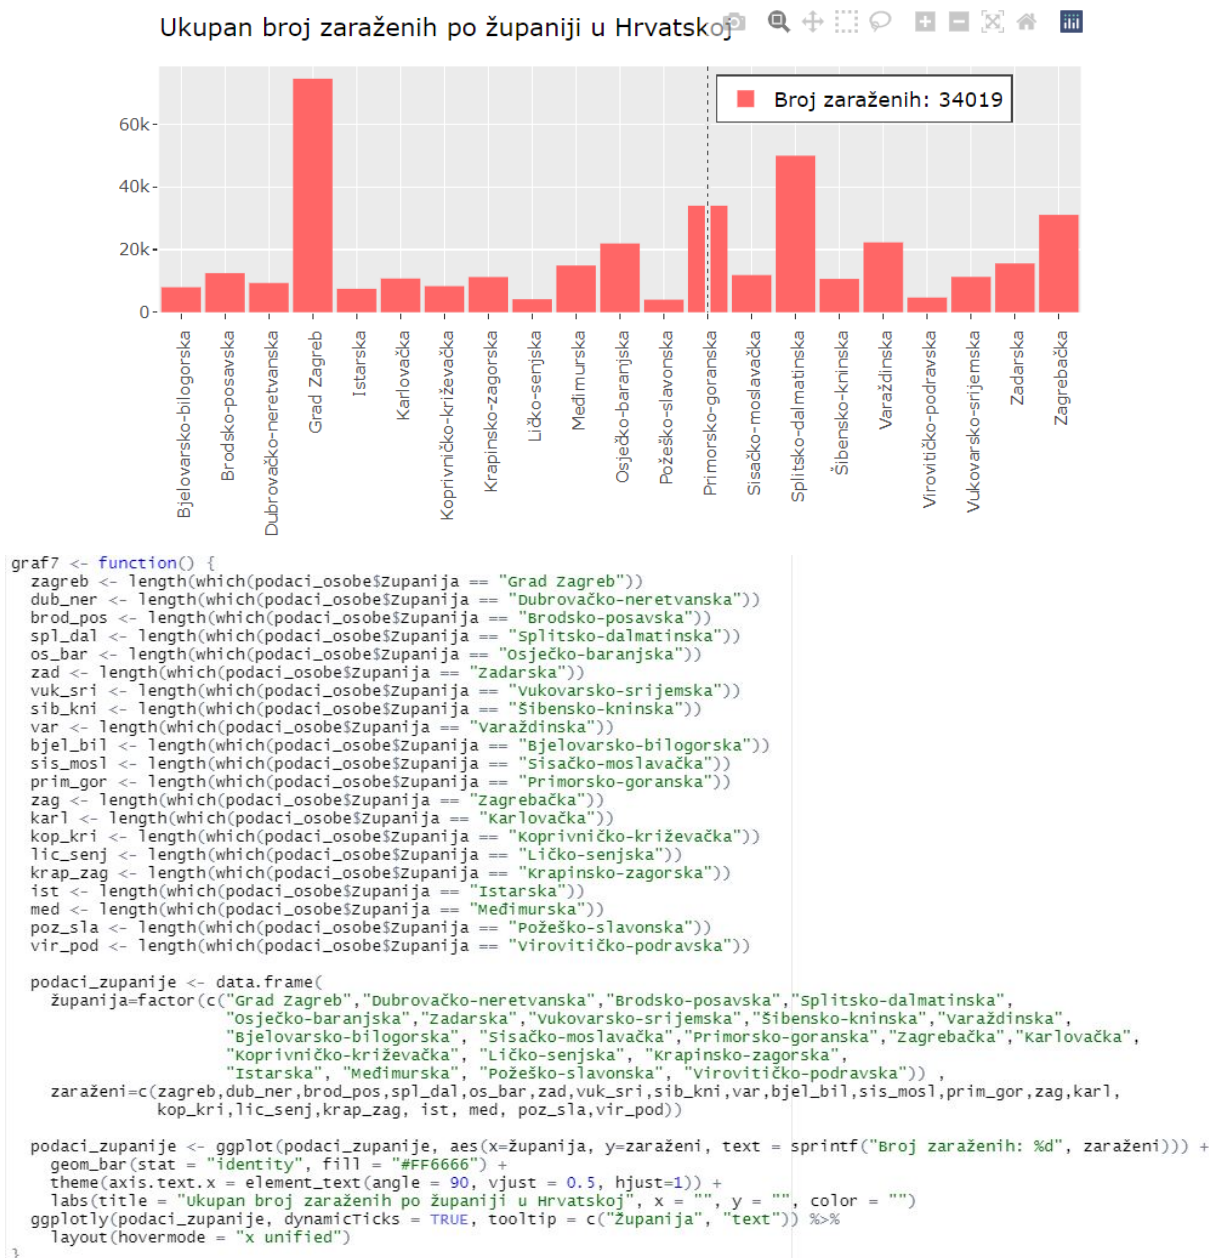 Ukupan broj zaraženih po županiji u Hrvatskoj
Broj zaraženih: 34019
60k
40k
20k
0
Bjelovarsko-bilogorska
Brodsko-posavska
Dubrovačko-neretvanska
Grad Zagreb
Istarska
Karlovačka
Koprivničko-križevačka
Krapinsko-zagorska
Ličko-senjska
Međimurska
Osječko-baranjska
Požeško-slavonska
Primorsko-goranska
Sisačko-moslavačka
Splitsko-dalmatinska
Šibensko-kninska
Varaždinska
Virovitičko-podravska
Vukovarsko-srijemska
Zadarska
Zagrebačka
graf7 <- function() {
zagreb <- length(which(podaci_osobe$Zupanija == "Grad Zagreb"))
dub_ner <- length(which(podaci_osobe$Zupanija == "Dubrovačko-neretvanska"))
brod_pos <- length(which(podaci_osobe$Zupanija == "Brodsko-posavska"))
spl_dal <- length(which(podaci_osobe$Zupanija == "Splitsko-dalmatinska"))
os_bar <- length(which(podaci_osobe$Zupanija == "Osječko-baranjska"))
zad <- length(which(podaci_osobe$Zupanija == "Zadarska"))
vuk_sri <- length(which(podaci_osobe$Zupanija == "Vukovarsko-srijemska"))
sib_kni <- length(which(podaci_osobe$Zupanija == "Šibensko-kninska"))
var <- length(which(podaci_osobe$Zupanija == "Varaždinska"))
bjel_bil <- length(which(podaci_osobe$Zupanija == "Bjelovarsko-bilogorska"))
sis_mosl <- length(which(podaci_osobe$Zupanija == "Sisačko-moslavačka"))
prim_gor <- length(which(podaci_osobe$Zupanija == "Primorsko-goranska"))
zag <- length(which(podaci_osobe$Zupanija == "Zagrebačka"))
karl <- length(which(podaci_osobe$Zupanija == "Karlovačka"))
kop_kri <- length(which(podaci_osobe$Zupanija == "Koprivničko-križevačka"))
lic_senj <- length(which(podaci_osobe$Zupanija == "Ličko-senjska"))
krap_zag <- length(which(podaci_osobe$Zupanija == "Krapinsko-zagorska"))
ist <- length(which(podaci_osobe$Zupanija == "Istarska"))
med <- length(which(podaci_osobe$Zupanija == "Međimurska"))
poz_sla <- length(which(podaci_osobe$Zupanija == "Požeško-slavonska"))
vir_pod <- length(which(podaci_osobe$Zupanija == "Virovitičko-podravska"))
podaci_zupanije <- data.frame(
županija=factor(c("Grad Zagreb","Dubrovačko-neretvanska","Brodsko-posavska","Splitsko-dalmatinska",
"Osječko-baranjska","Zadarska","Vukovarsko-srijemska","Šibensko-kninska","Varaždinska",
"Bjelovarsko-bilogorska", "Sisačko-moslavačka","Primorsko-goranska","Zagrebačka","Karlovačka",
"Koprivničko-križevačka", "Ličko-senjska", "Krapinsko-zagorska",
"Istarska", "Međimurska", "Požeško-slavonska", "Virovitičko-podravska")) ,
zaraženi=c(zagreb,dub_ner,brod_pos,spl_dal,os_bar,zad,vuk_sri,sib_kni,var,bjel_bil,sis_mosl,prim_gor,zag,karl,
kop_kri,lic_senj,krap_zag, ist, med, poz_sla,vir_pod))
podaci_zupanije <- ggplot(podaci_zupanije, aes(x=županija, y=zaraženi, text = sprintf("Broj zaraženih: %d", zaraženi))) +
geom_bar(stat = "identity", fill = "#FF6666") +
theme(axis.text.x = element_text(angle = 90, vjust = 0.5, hjust=1)) +
labs(title = "Ukupan broj zaraženih po županiji u Hrvatskoj", x = "", y = "", color = "")
ggplotly(podaci_zupanije, dynamicTicks = TRUE, tooltip = c("Županija", "text")) %>%
layout(hovermode = "x unified")
}